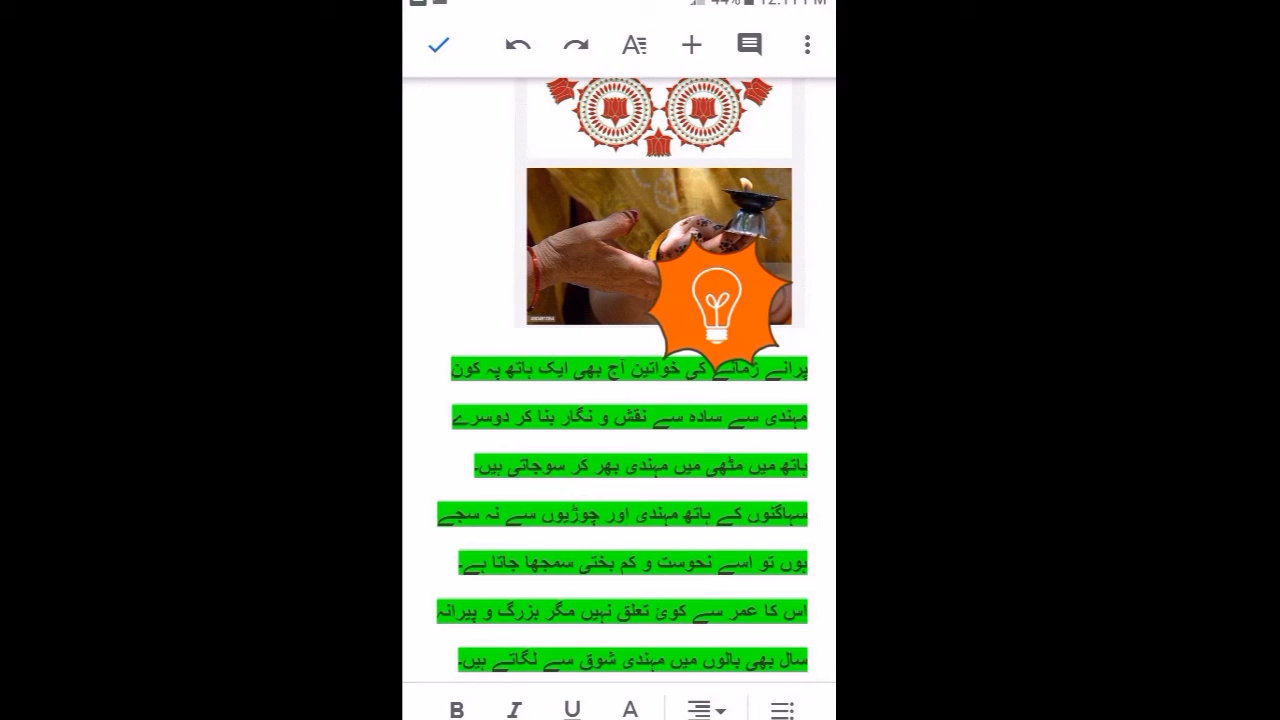 پرانے زمانے کی خواتین آج بھی ایک ہاتھ پہ کون
مہندی سے سادہ سے نقش و نگار بنا کر دوسرے
ہاتھ میں مٹھی میں مہندی بھر کر سوجاتی ہیں۔
سہاگنوں کے ہاتھ مہندی اور چوڑیوں سے نہ سجے
ہوں تو اسے نحوست و کم بختی سمجھا جاتا ہے۔
اس کا عمر سے کوئ تعلق نہیں مگر بزرگ و پیرانہ
سال بھی بالوں میں مہندی شوق سے لگاتے ہیں۔
B I U A